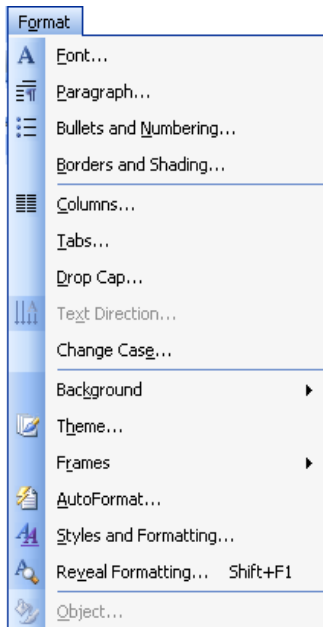 Format
Font...
Paragraph...
Bullets and Numbering...
Borders and Shading...
Columns...
Tabs...
Drop Cap...
Text Direction...
Change Case...
Background
Theme...
Frames
AutoFormat...
Styles and Formatting...
Reveal Formatting... Shift+F1
Object...